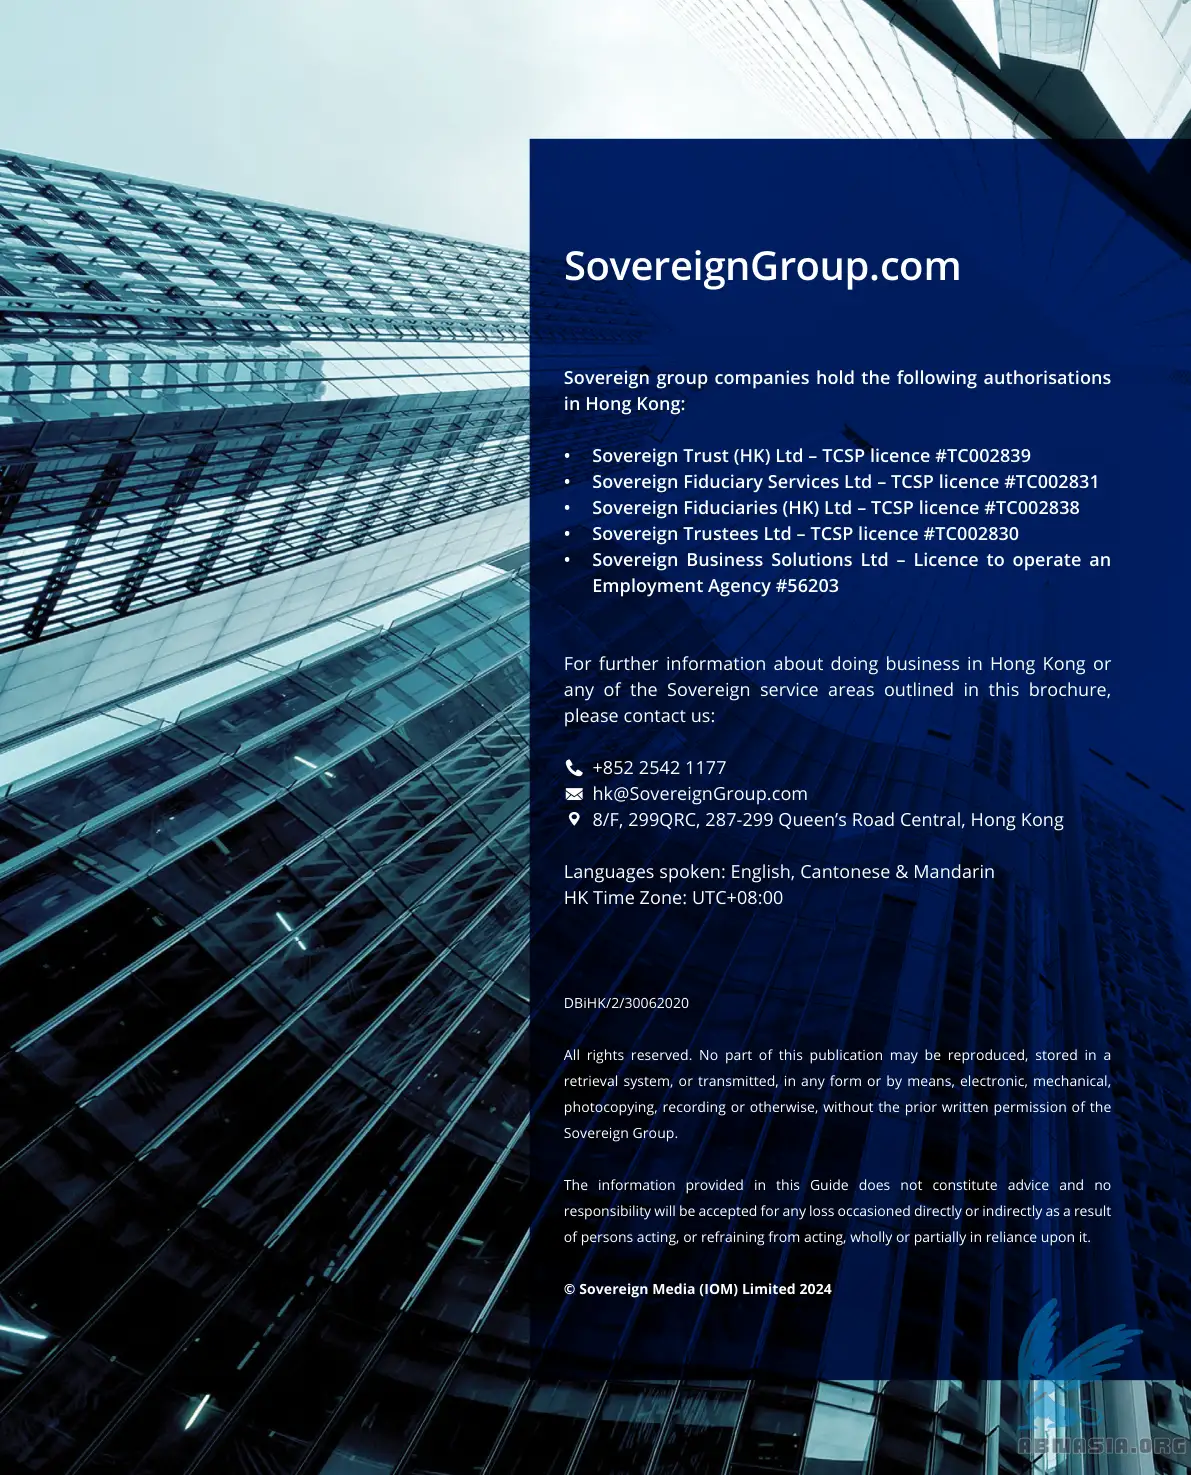 SovereignGroup.com
Sovereign group companies hold the following authorisations
in Hong Kong:
• Sovereign Trust (HK) Ltd – TCSP licence #TC002839
• Sovereign Fiduciary Services Ltd – TCSP licence #TC002831
• Sovereign Fiduciaries (HK) Ltd – TCSP licence #TC002838
• Sovereign Trustees Ltd – TCSP licence #TC002830
• Sovereign Business Solutions Ltd – Licence to operate an
Employment Agency #56203
For further information about doing business in Hong Kong or
any of the Sovereign service areas outlined in this brochure,
please contact us:
+852 2542 1177
hk@SovereignGroup.com
8/F, 299QRC, 287-299 Queen’s Road Central, Hong Kong
Languages spoken: English, Cantonese & Mandarin
HK Time Zone: UTC+08:00
DBiHK/2/30062020
All rights reserved. No part of this publication may be reproduced, stored in a
retrieval system, or transmitted, in any form or by means, electronic, mechanical,
photocopying, recording or otherwise, without the prior written permission of the
Sovereign Group.
The information provided in this Guide does not constitute advice and no
responsibility will be accepted for any loss occasioned directly or indirectly as a result
of persons acting, or refraining from acting, wholly or partially in reliance upon it.
© Sovereign Media (IOM) Limited 2024
ABNASIA.ORG